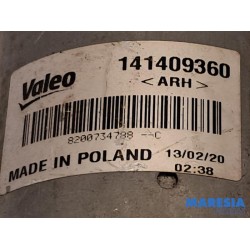 Valeo
141409360
< ARH >
8200734788 --C
MADE IN POLAND
13/02/20
02:38
MARESIA